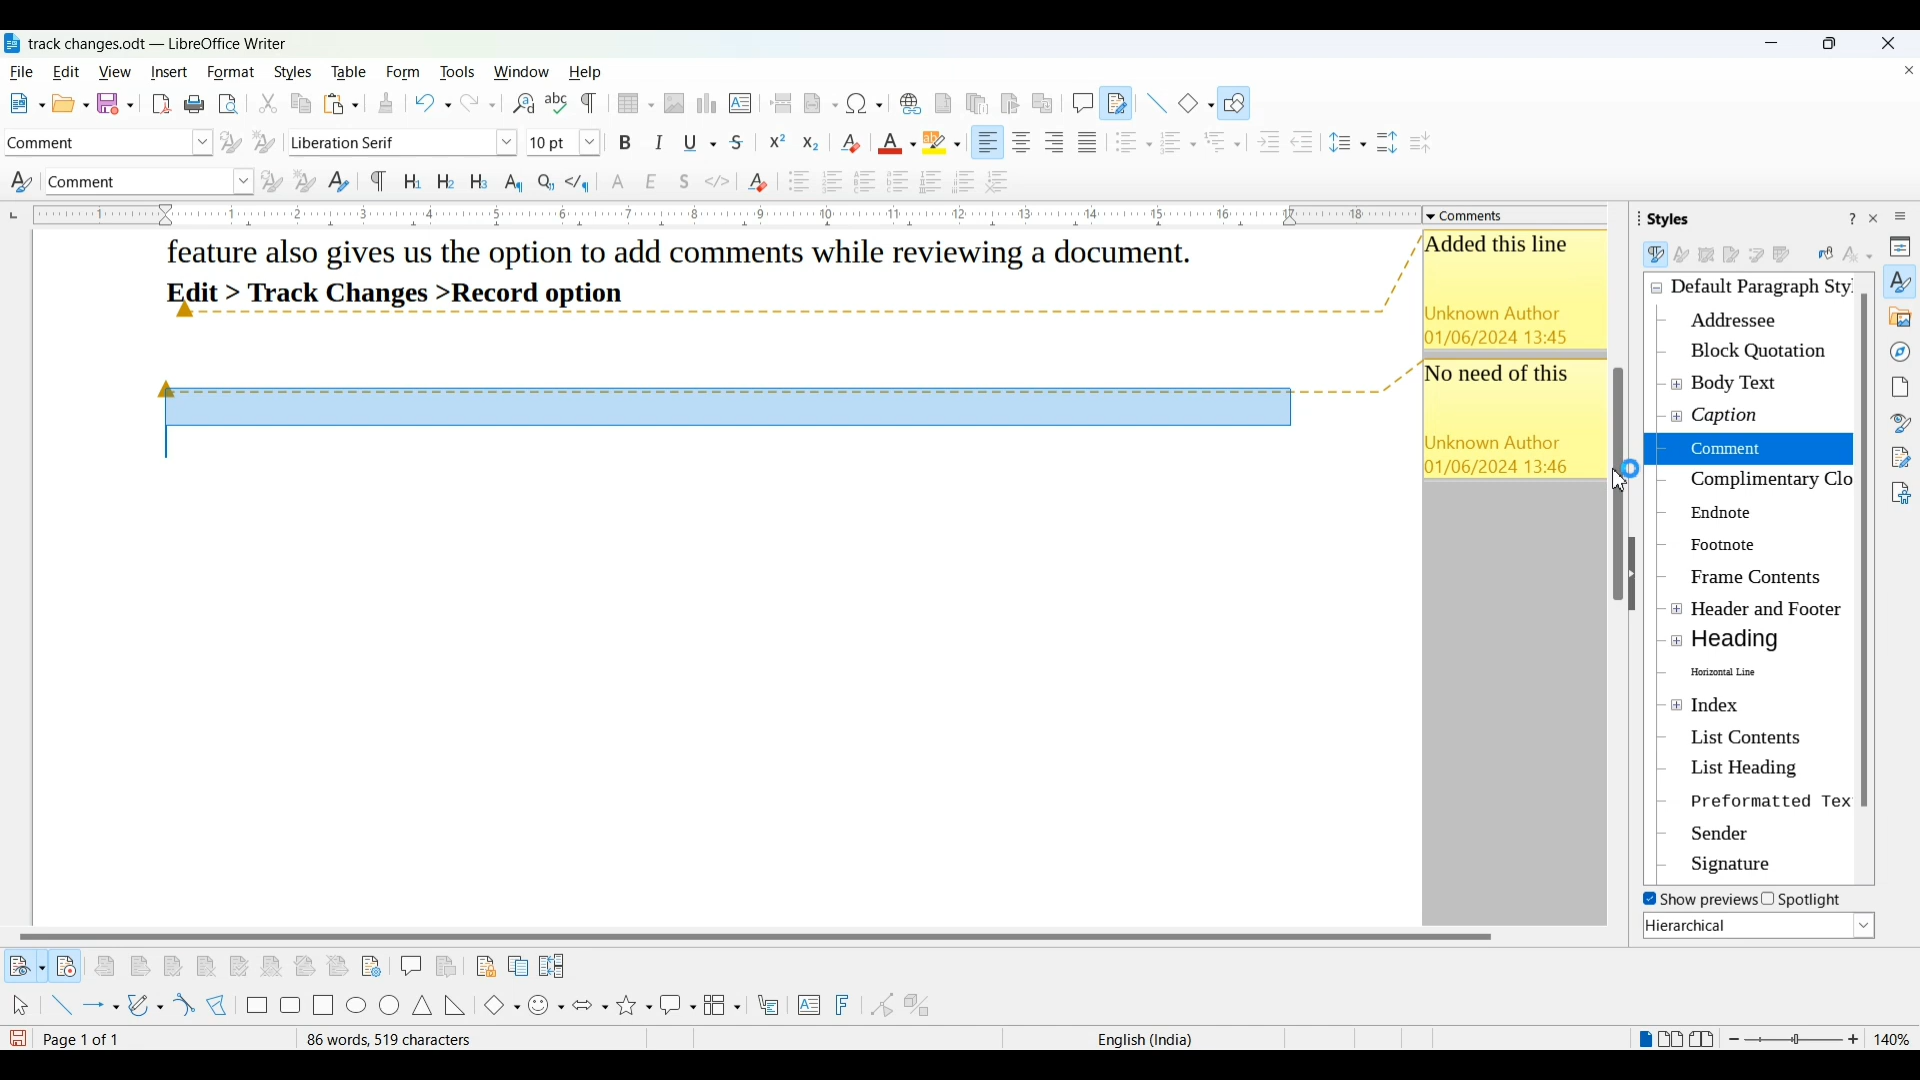 track changes.odt — LibreOffice Writer
File Edit View Insert Format Styles Table Form Tools Window Help
Comment Liberation Serif 10 pt
Comment
Comments
Styles
feature also gives us the option to add comments while reviewing a document.
Edit > Track Changes >Record option
Added this line
Unknown Author
01/06/2024 13:45
No need of this
Unknown Author
01/06/2024 13:46
Default Paragraph Sty
Addressee
Block Quotation
Body Text
Caption
Comment
Complimentary Clo
Endnote
Footnote
Frame Contents
Header and Footer
Heading
Horizontal Line
Index
List Contents
List Heading
Preformatted Tex
Sender
Signature
Show previews Spotlight
Hierarchical
Page 1 of 1 86 words, 519 characters English (India) 140%